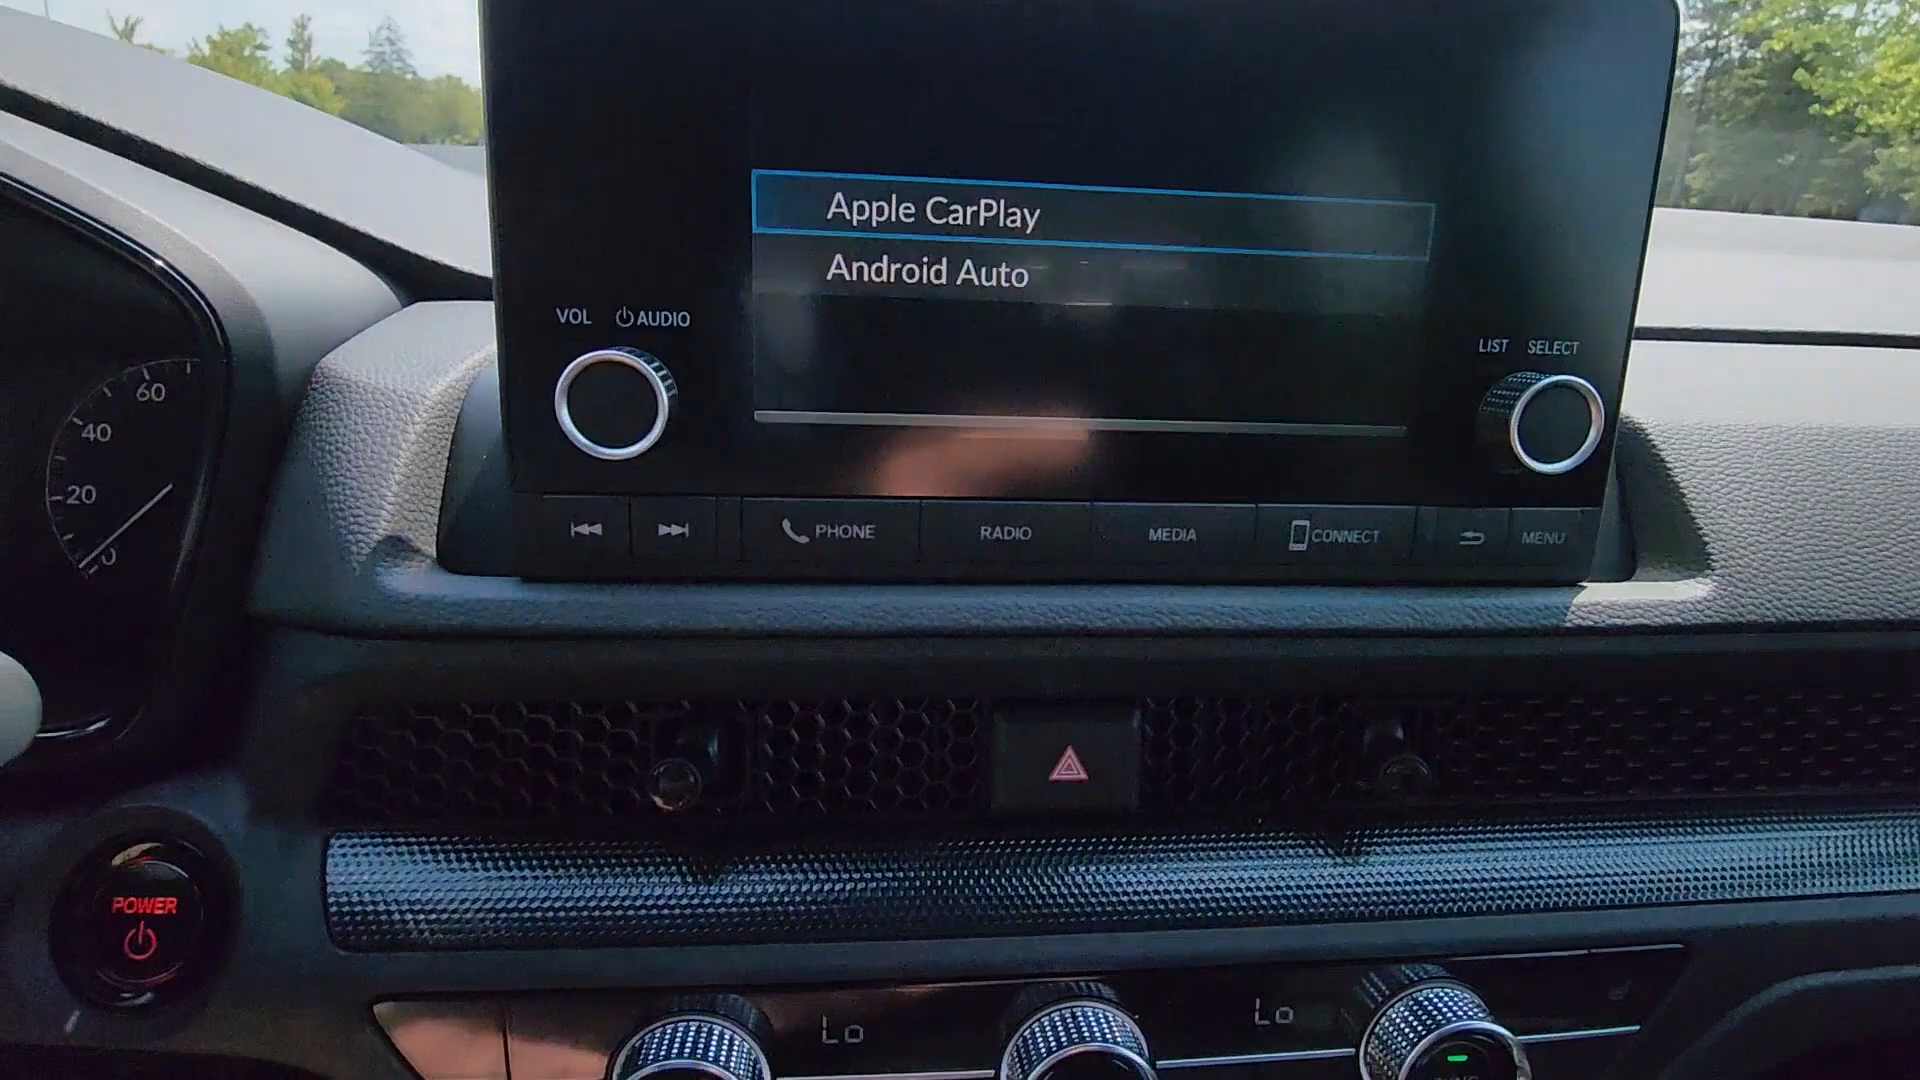 Apple CarPlay
Android Auto
VOL AUDIO
LIST SELECT
60
40
20
0
PHONE
RADIO
MEDIA
CONNECT
MENU
POWER
Lo
Lo